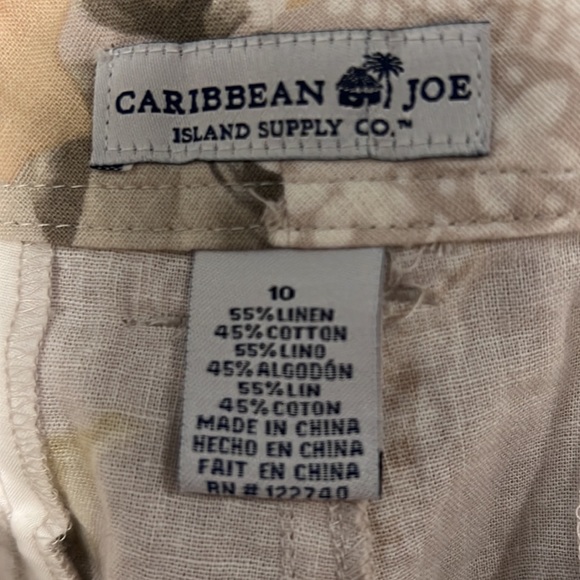 CARIBBEAN JOE
ISLAND SUPPLY CO.™
10
55% LINEN
45% COTTON
55% LINO
45% ALGODÓN
55% LIN
45% COTON
MADE IN CHINA
HECHO EN CHINA
FAIT EN CHINA
RN # 122740